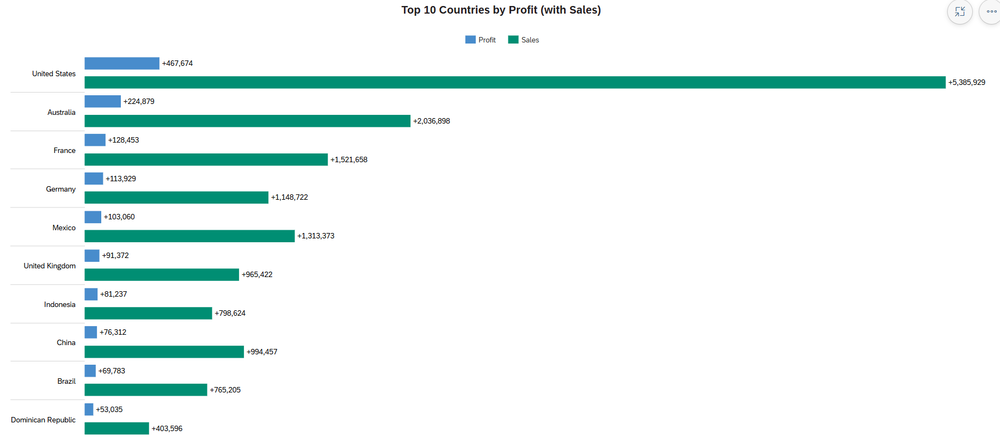 Top 10 Countries by Profit (with Sales)
Profit Sales
+467,674
United States
+5,385,929
+224,879
Australia
+2,036,898
+128,453
France
+1,521,658
+113,929
Germany
+1,148,722
+103,060
Mexico
+1,313,373
+91,372
United Kingdom
+965,422
+81,237
Indonesia
+798,624
+76,312
China
+994,457
+69,783
Brazil
+765,205
+53,035
Dominican Republic
+403,596